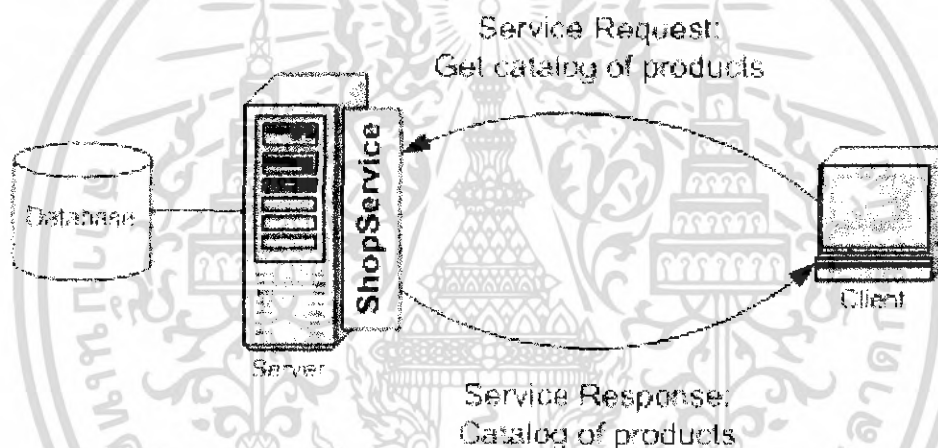 Service Request:
Get catalog of products
ShopService
Database
Client
Server
Service Response:
Catalog of products